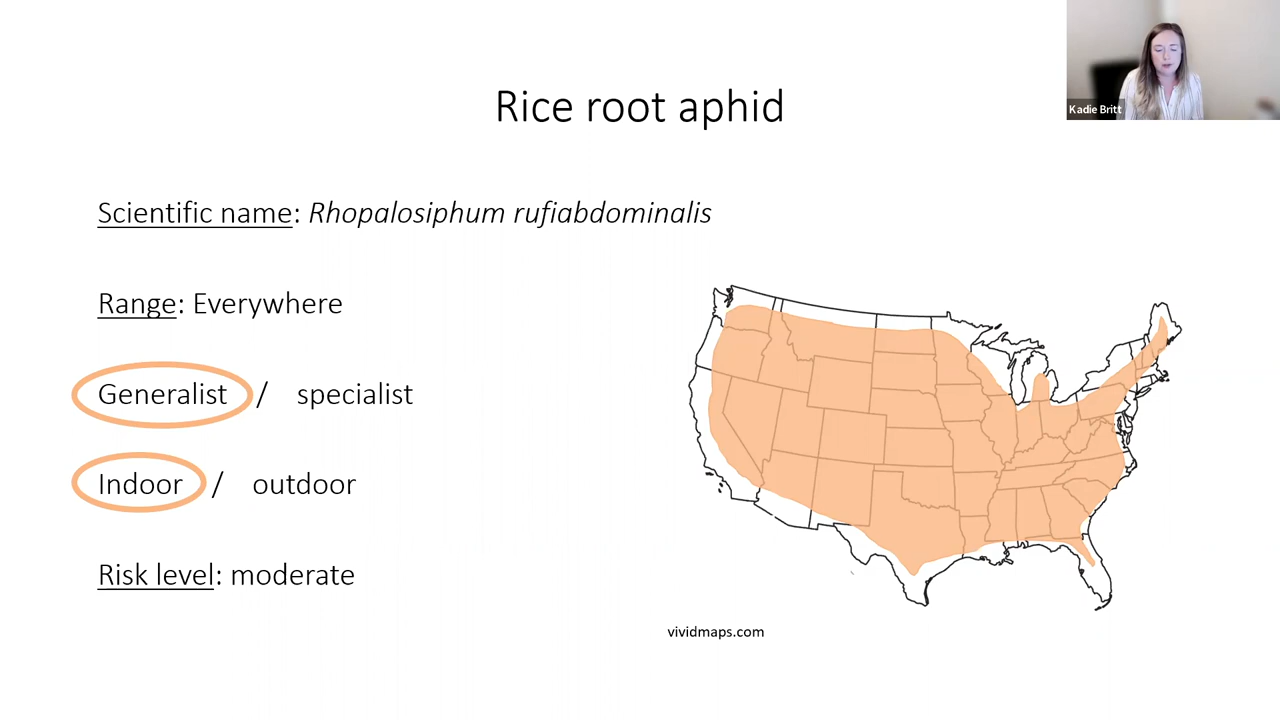 Kadie Britt
Rice root aphid
Scientific name: Rhopalosiphum rufiabdominalis
Range: Everywhere
Generalist / specialist
Indoor / outdoor
Risk level: moderate
vividmaps.com